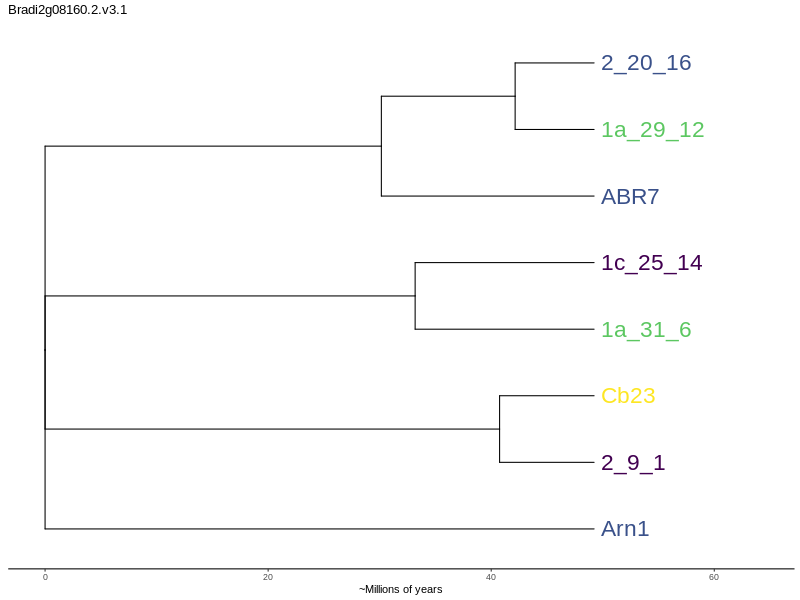 Bradi2g08160.2.v3.1
2_20_16
1a_29_12
ABR7
1c_25_14
1a_31_6
Cb23
2_9_1
Arn1
0 20 40 60
~Millions of years